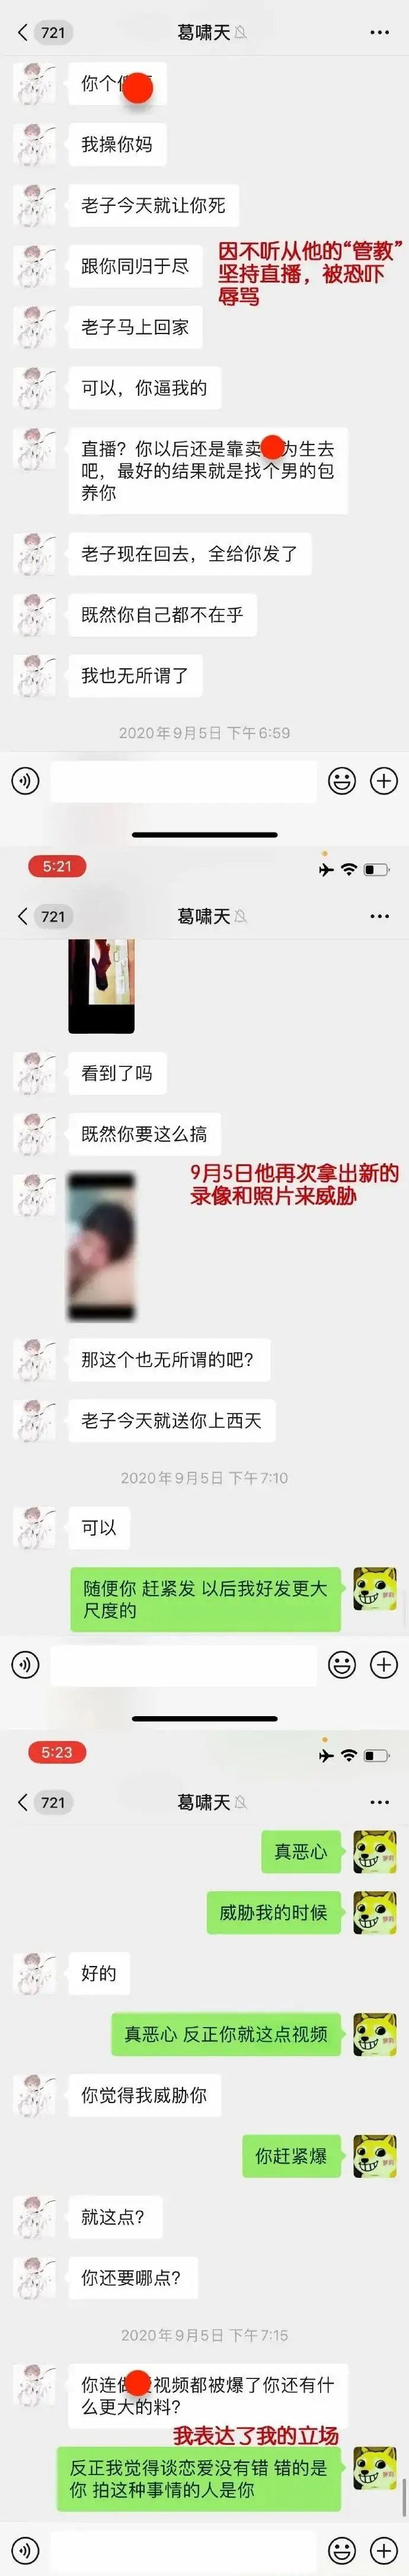 721
葛啸天
你个
我操你妈
老子今天就让你死
跟你同归于尽
因不听从他的“管教”
坚持直播，被恐吓
辱骂
老子马上回家
可以，你逼我的
直播？你以后还是靠卖 为生去
吧，最好的结果就是找个男的包
养你
老子现在回去，全给你发了
既然你自己都不在乎
我也无所谓了
2020年9月5日 下午6:59
5:21
721
葛啸天
看到了吗
既然你要这么搞
9月5日他再次拿出新的
录像和照片来威胁
那这个也无所谓的吧？
老子今天就送你上西天
2020年9月5日 下午7:10
可以
随便你 赶紧发 以后我好发更大
尺度的
5:23
721
葛啸天
真恶心
威胁我的时候
好的
真恶心 反正你就这点视频
你觉得我威胁你
你赶紧爆
就这点？
你还要哪点？
2020年9月5日 下午7:15
你连做 视频都被爆了你还有什
么更大的料？
我表达了我的立场
反正我觉得谈恋爱没有错 错的是
你 拍这种事情的人是你